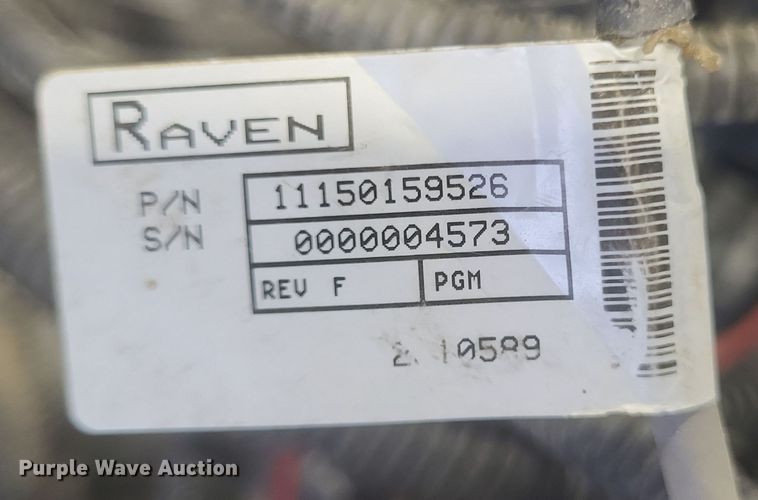 RAVEN
P/N 11150159526
S/N 0000004573
REV F PGM
Purple Wave Auction